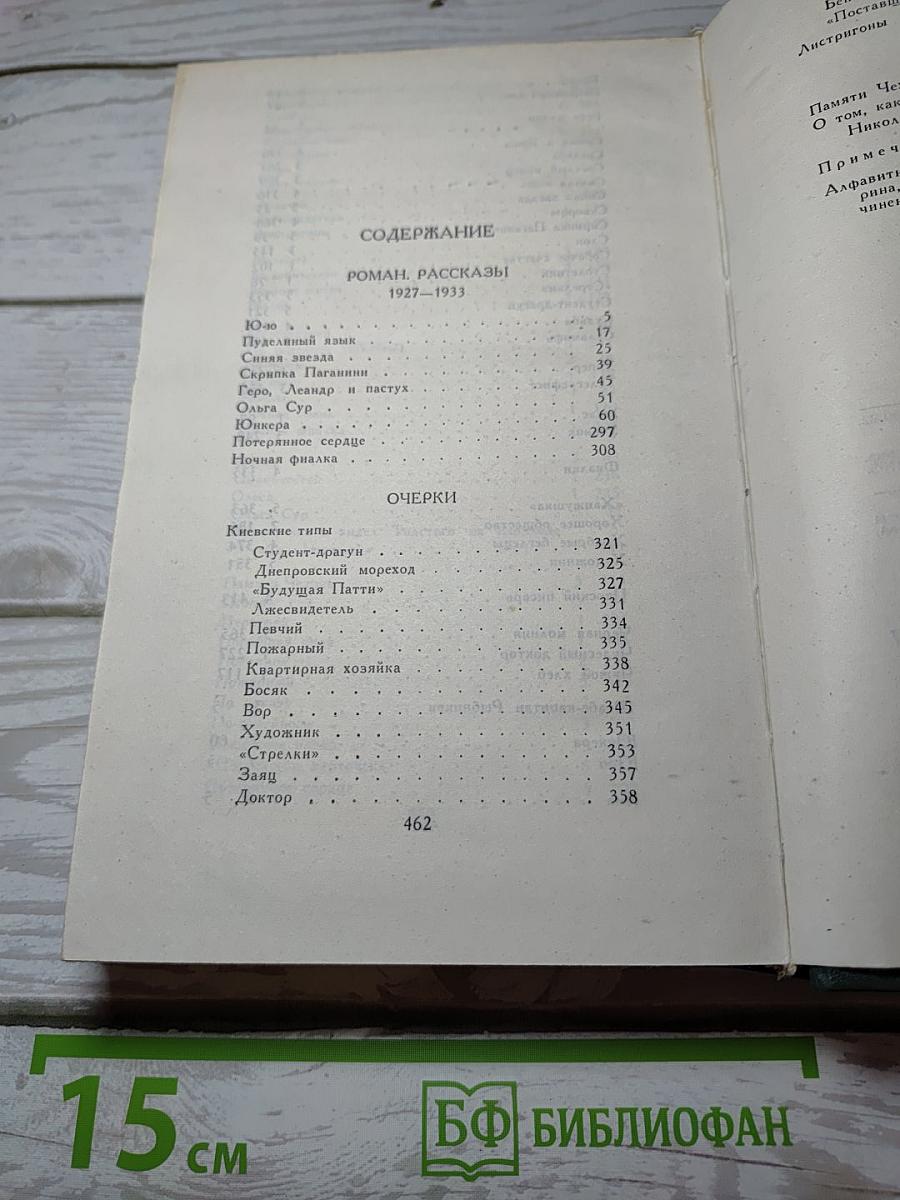 СОДЕРЖАНИЕ
РОМАН. РАССКАЗЫ
1927—1933
Ю-ю . . . . . . . . . . . . . . . . 5
Пуделиный язык . . . . . . . . . . . . 17
Синяя звезда . . . . . . . . . . . . . 25
Скрипка Паганини . . . . . . . . . . . 39
Геро, Леандр и пастух . . . . . . . . . 45
Ольга Сур . . . . . . . . . . . . . . 51
Юнкера . . . . . . . . . . . . . . . 60
Потерянное сердце . . . . . . . . . . . 297
Ночная фиалка . . . . . . . . . . . . 308
ОЧЕРКИ
Киевские типы
Студент-драгун . . . . . . . . . . . 321
Днепровский мореход . . . . . . . . 325
«Будущая Патти» . . . . . . . . . . 327
Лжесвидетель . . . . . . . . . . . 331
Певчий . . . . . . . . . . . . . 334
Пожарный . . . . . . . . . . . . 335
Квартирная хозяйка . . . . . . . . . 338
Босяк . . . . . . . . . . . . . 342
Вор . . . . . . . . . . . . . . 345
Художник . . . . . . . . . . . . 351
«Стрелки» . . . . . . . . . . . . 353
Заяц . . . . . . . . . . . . . . 357
Доктор . . . . . . . . . . . . . 358
462
«Поставщ
Листригоны
Памяти Чех
О том, как
Никол
Примеч
Алфавитн
рина,
чинен
15 см
БФ БИБЛИОФАН